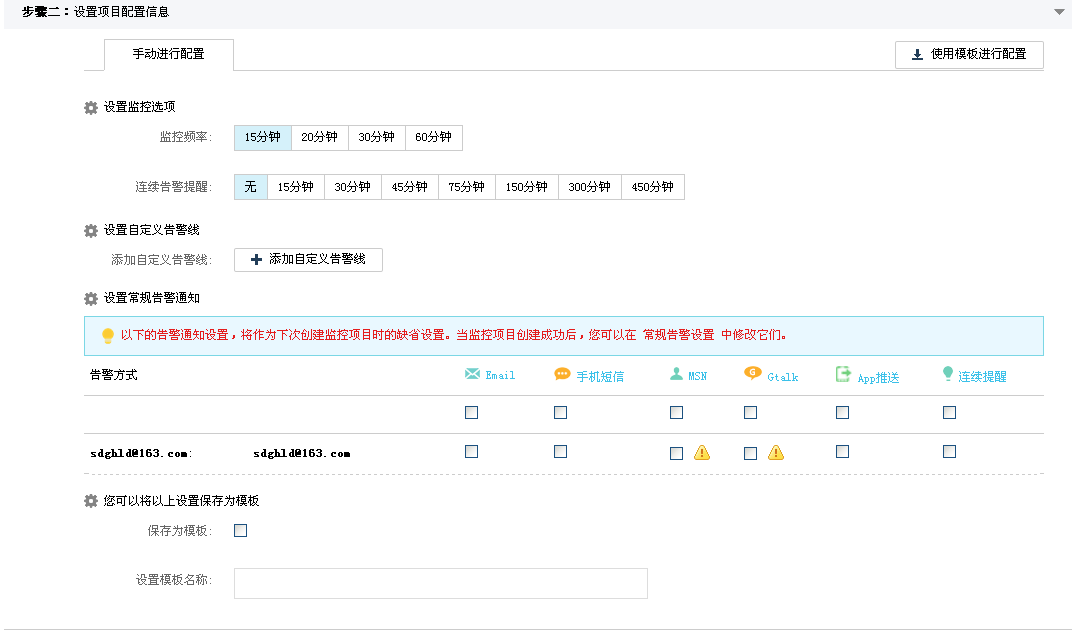 步骤二：设置项目配置信息
手动进行配置
使用模板进行配置
设置监控选项
监控频率: 15分钟 20分钟 30分钟 60分钟
连续告警提醒: 无 15分钟 30分钟 45分钟 75分钟 150分钟 300分钟 450分钟
设置自定义告警线
添加自定义告警线: 添加自定义告警线
设置常规告警通知
以下的告警通知设置，将作为下次创建监控项目时的缺省设置。当监控项目创建成功后，您可以在 常规告警设置 中修改它们。
告警方式 Email 手机短信 MSN Gtalk App推送 连续提醒
sdghld@163.com: sdghld@163.com
您可以将以上设置保存为模板
保存为模板:
设置模板名称: